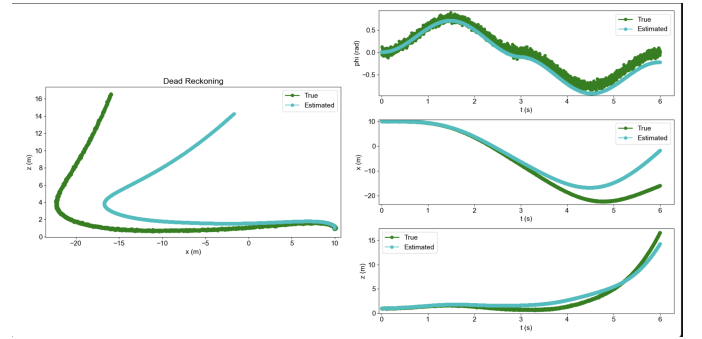 Dead Reckoning
True
Estimated
16
14
12
10
8
6
4
2
0
z (m)
−20 −15 −10 −5 0 5 10
x (m)
True
Estimated
0.5
0.0
−0.5
phi (rad)
0 1 2 3 4 5 6
t (s)
True
Estimated
10
0
−10
−20
x (m)
0 1 2 3 4 5 6
t (s)
True
Estimated
15
10
5
0
z (m)
0 1 2 3 4 5 6
t (s)